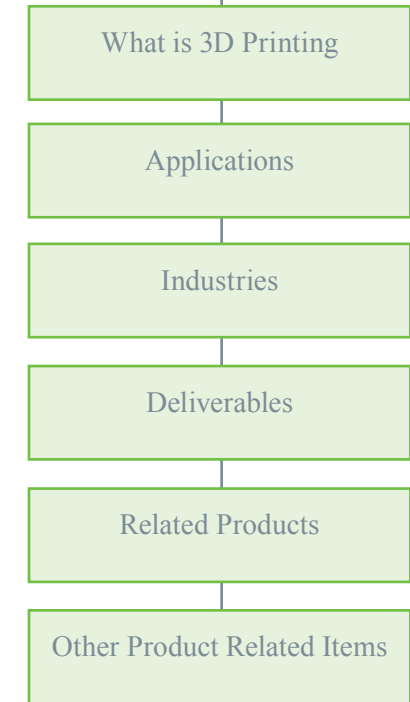 What is 3D Printing
Applications
Industries
Deliverables
Related Products
Other Product Related Items